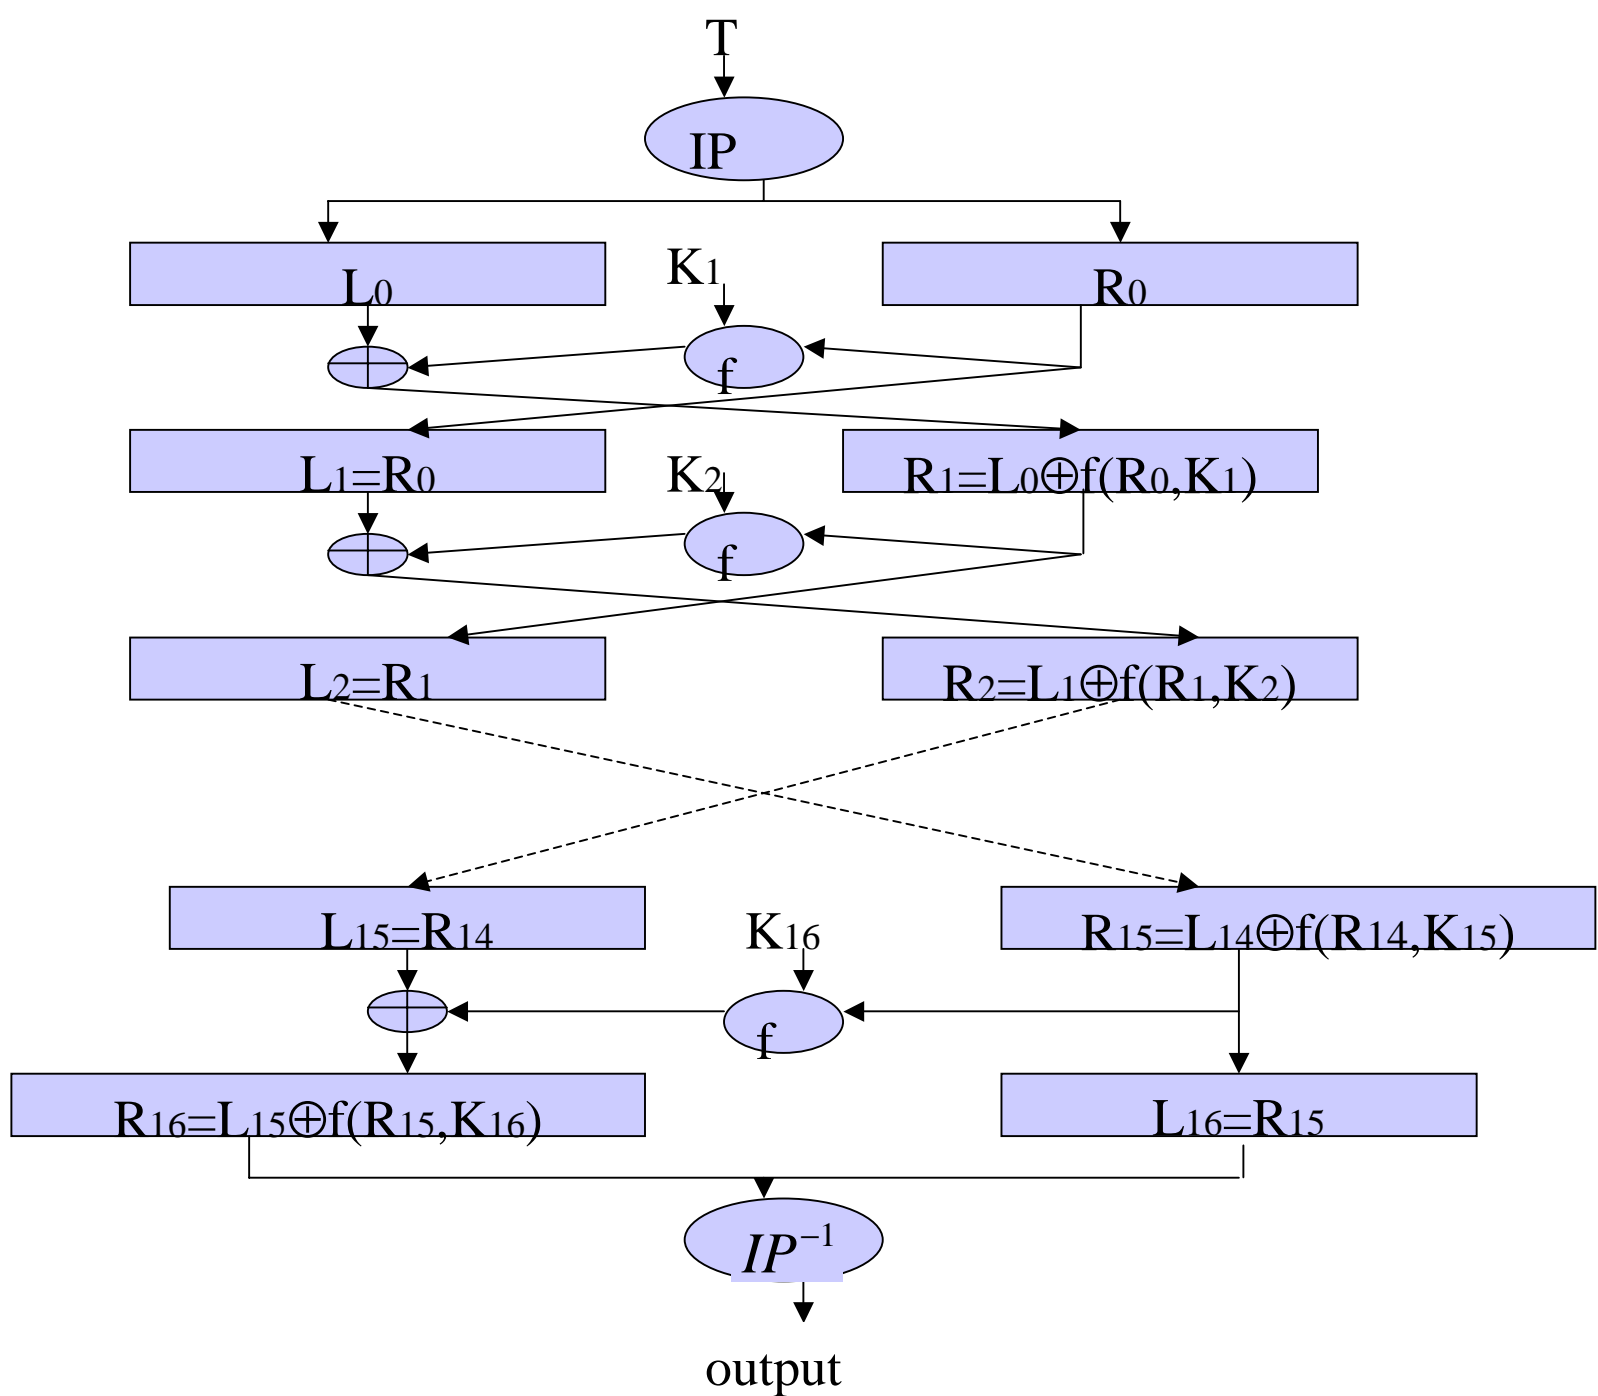 T
IP
L0
K1
R0
f
L1=R0
K2
R1=L0⊕f(R0,K1)
f
L2=R1
R2=L1⊕f(R1,K2)
L15=R14
K16
R15=L14⊕f(R14,K15)
f
R16=L15⊕f(R15,K16)
L16=R15
IP⁻¹
output